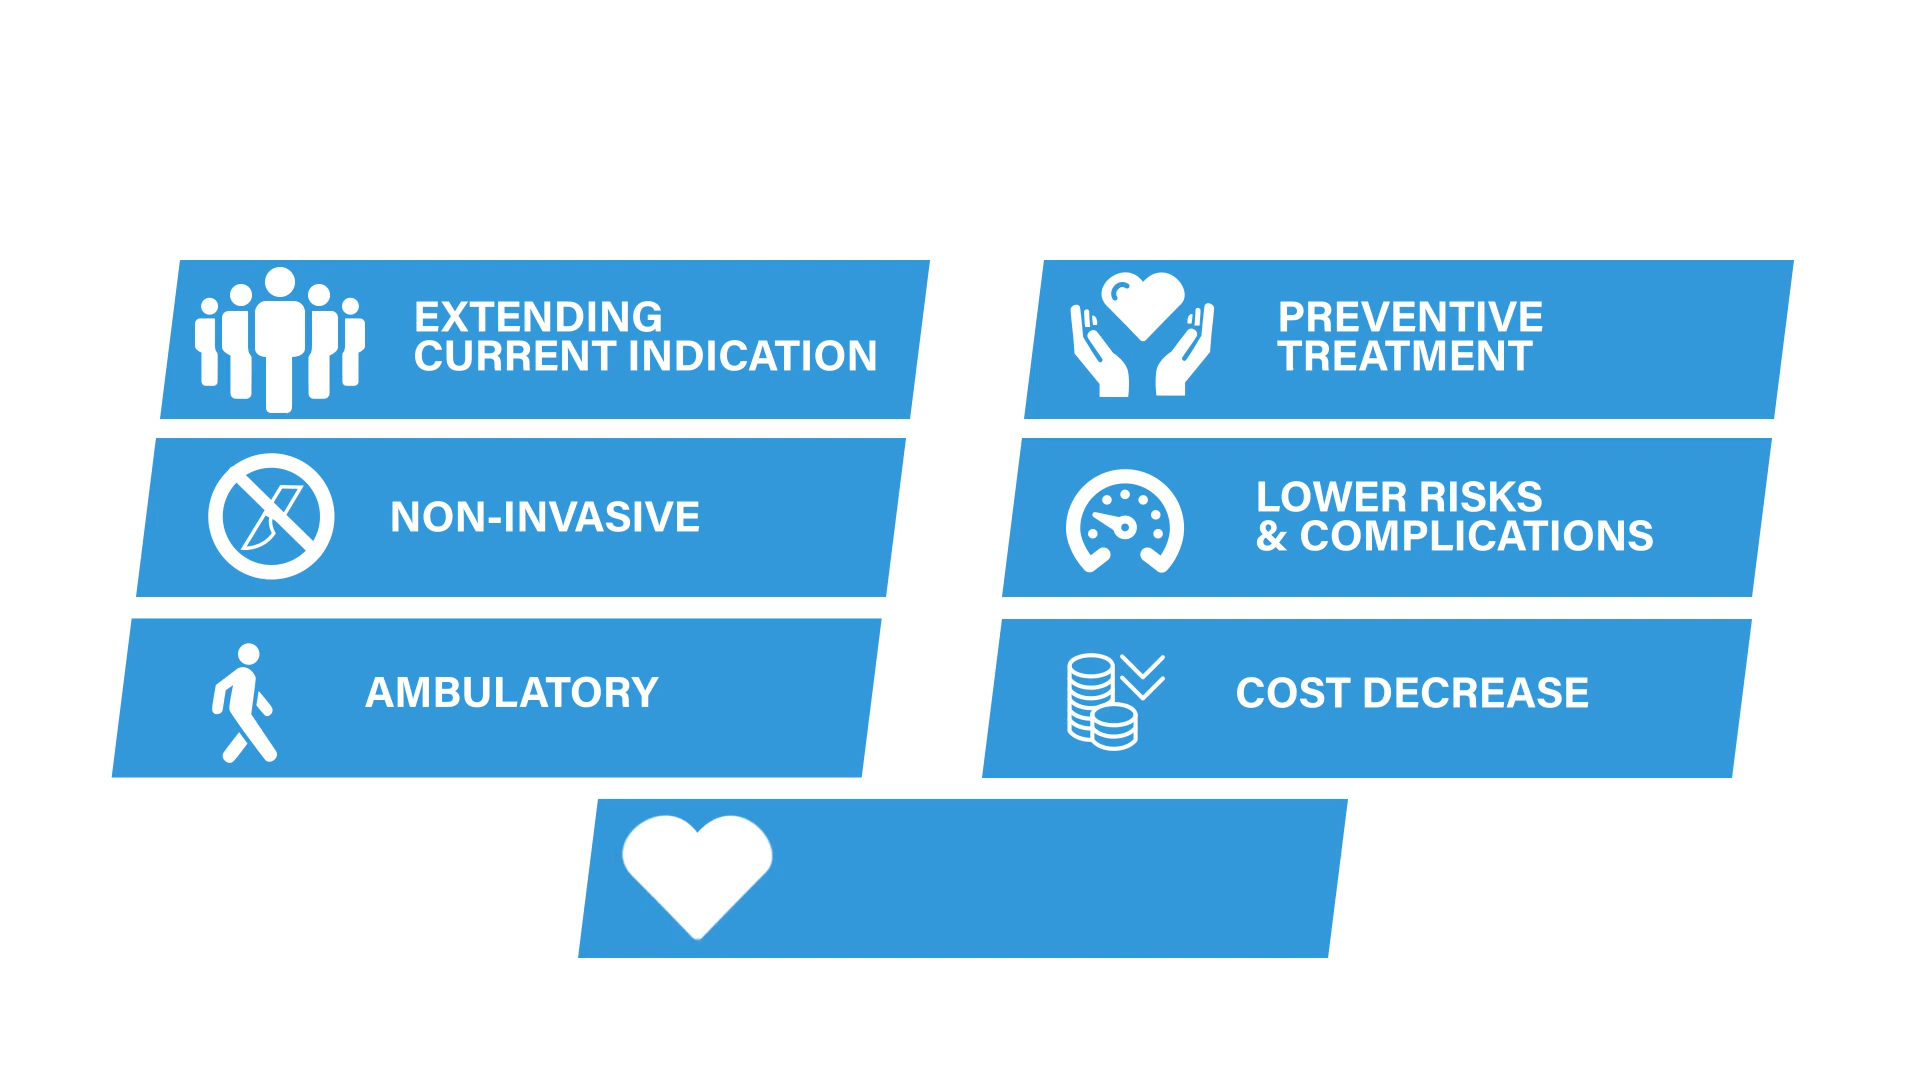 EXTENDING
CURRENT INDICATION
PREVENTIVE
TREATMENT
NON-INVASIVE
LOWER RISKS
& COMPLICATIONS
AMBULATORY
COST DECREASE